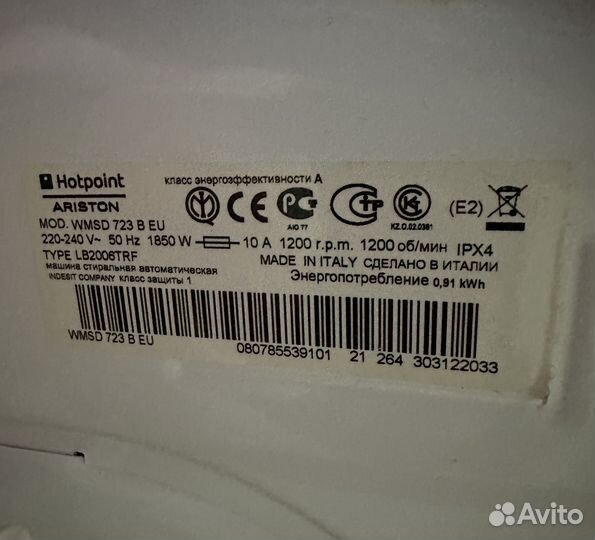 Hotpoint
ARISTON
класс энергоэффективности А
АЮ 77
KZ.O.02.0361
(E2)
MOD. WMSD 723 B EU
220-240 V~ 50 Hz 1850 W 10 A 1200 r.p.m. 1200 об/мин IPX4
TYPE LB2006TRF
MADE IN ITALY СДЕЛАНО В ИТАЛИИ
машина стиральная автоматическая
Энергопотребление 0,91 kWh
INDESIT COMPANY класс защиты 1
WMSD 723 B EU
080785539101 21 264 303122033
Avito